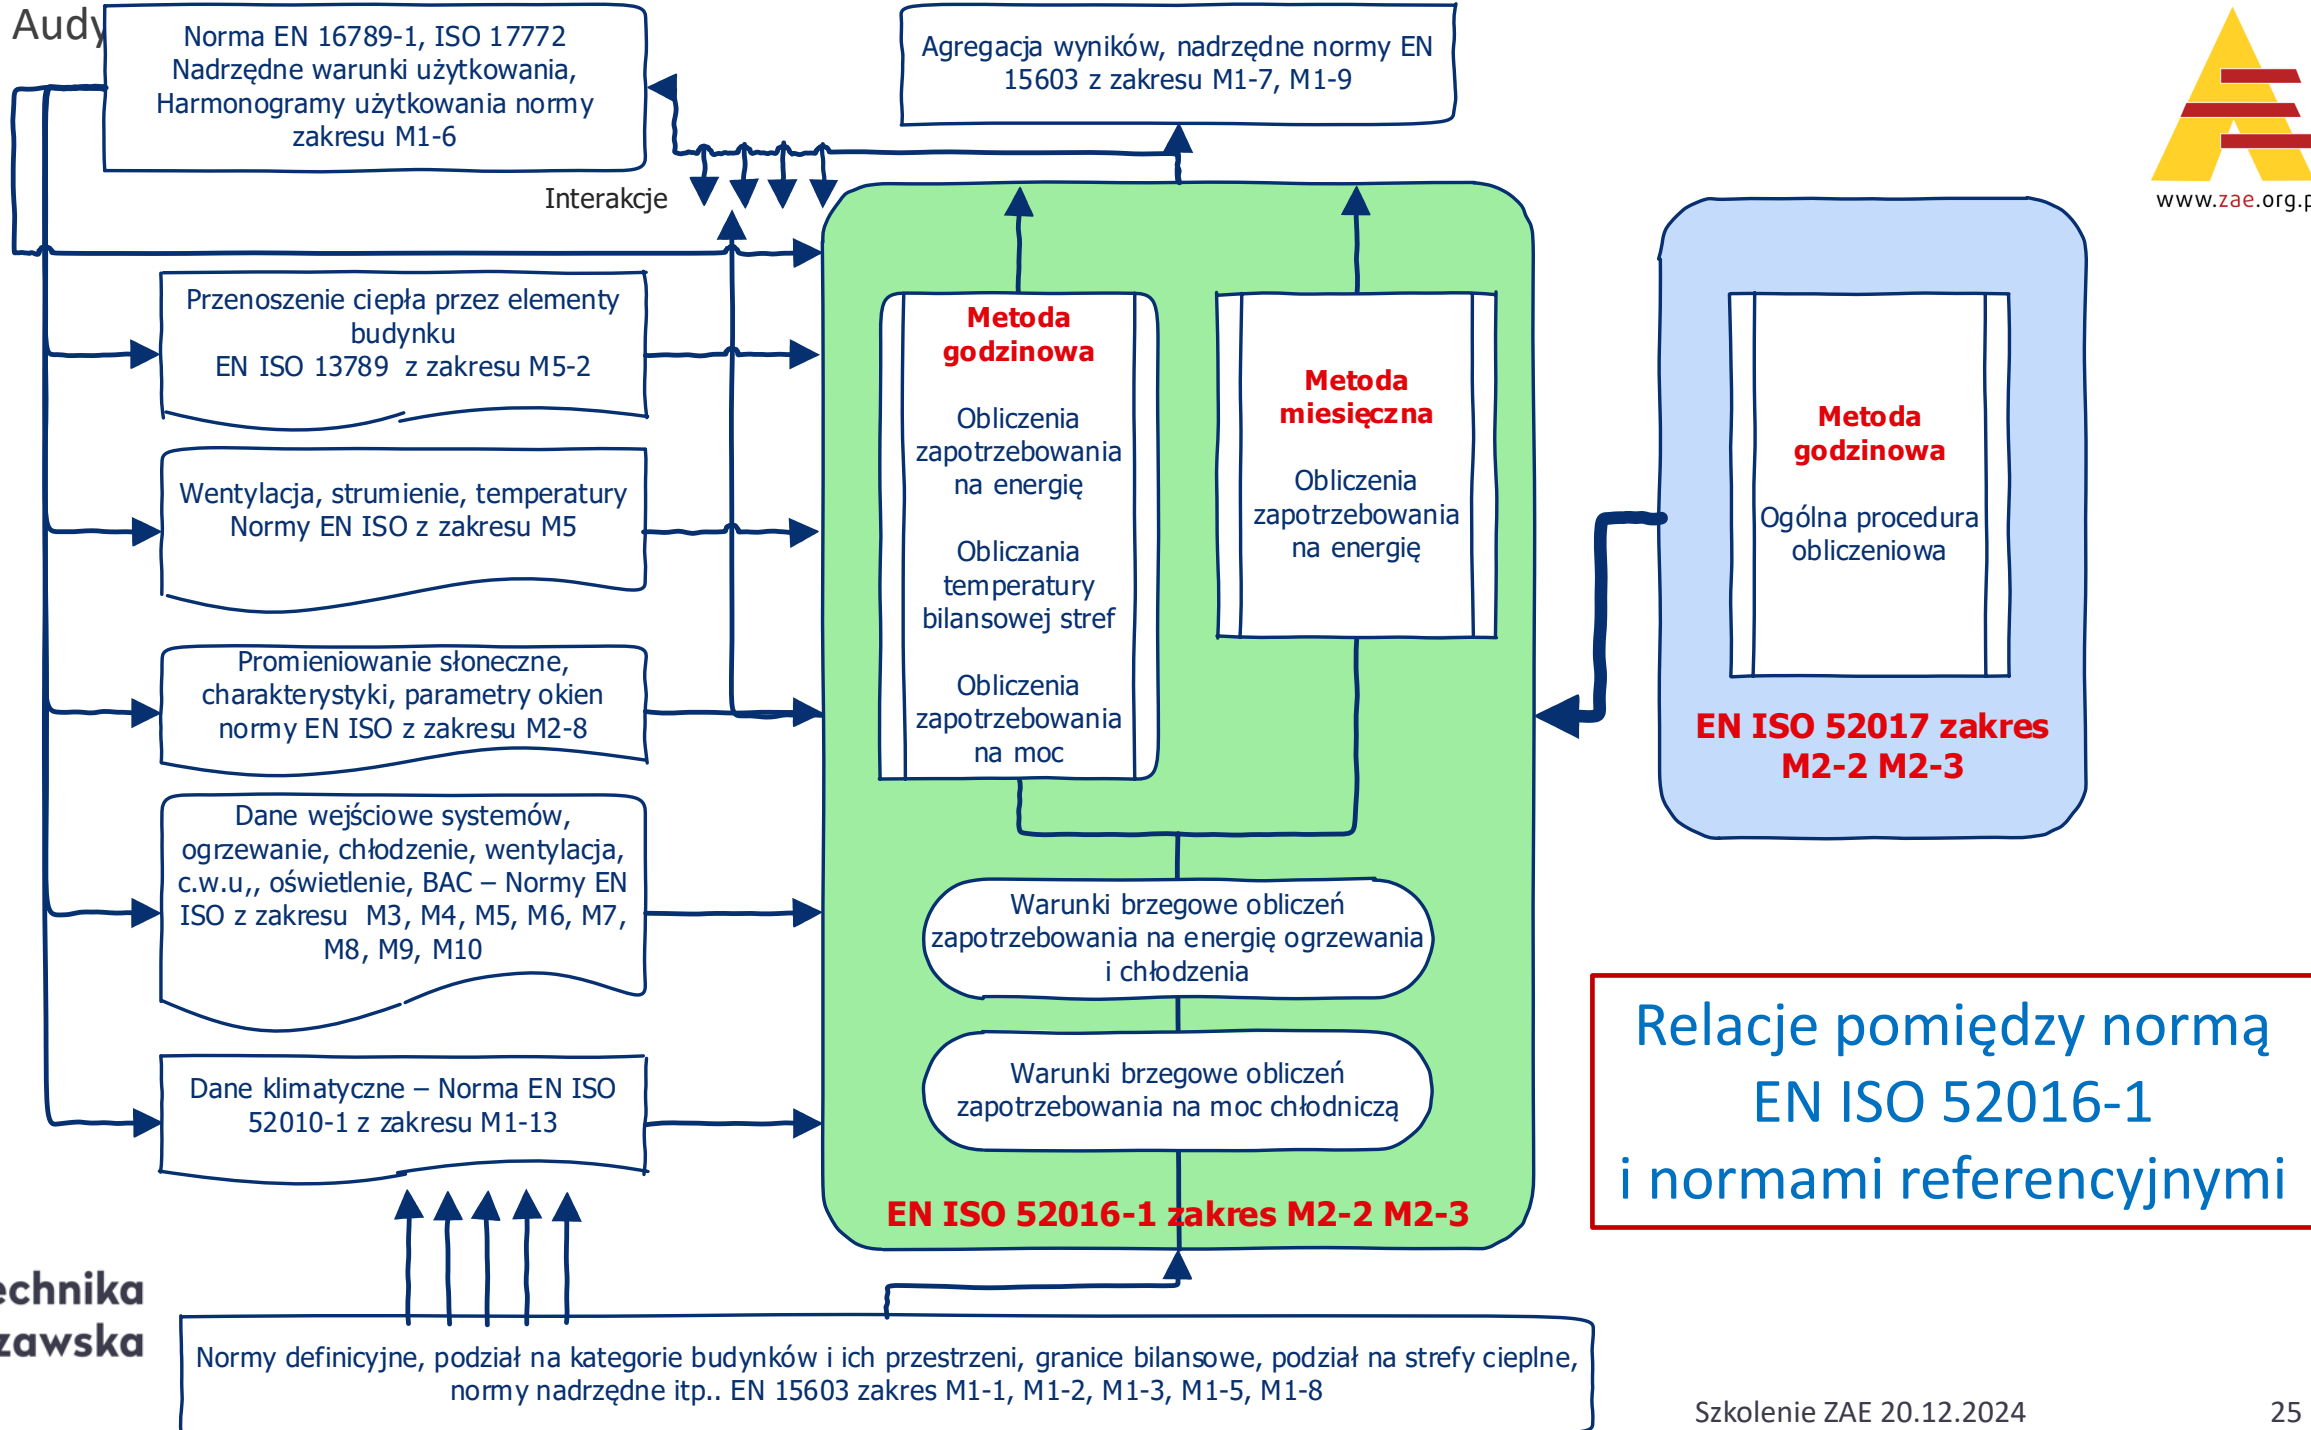 Audy
Norma EN 16789-1, ISO 17772
Nadrzędne warunki użytkowania,
Harmonogramy użytkowania normy
zakresu M1-6
Agregacja wyników, nadrzędne normy EN
15603 z zakresu M1-7, M1-9
www.zae.org.p
Interakcje
Przenoszenie ciepła przez elementy
budynku
EN ISO 13789 z zakresu M5-2
Wentylacja, strumienie, temperatury
Normy EN ISO z zakresu M5
Promieniowanie słoneczne,
charakterystyki, parametry okien
normy EN ISO z zakresu M2-8
Dane wejściowe systemów,
ogrzewanie, chłodzenie, wentylacja,
c.w.u,, oświetlenie, BAC – Normy EN
ISO z zakresu M3, M4, M5, M6, M7,
M8, M9, M10
Dane klimatyczne – Norma EN ISO
52010-1 z zakresu M1-13
Metoda
godzinowa
Obliczenia
zapotrzebowania
na energię
Obliczania
temperatury
bilansowej stref
Obliczenia
zapotrzebowania
na moc
Metoda
miesięczna
Obliczenia
zapotrzebowania
na energię
Warunki brzegowe obliczeń
zapotrzebowania na energię ogrzewania
i chłodzenia
Warunki brzegowe obliczeń
zapotrzebowania na moc chłodniczą
EN ISO 52016-1 zakres M2-2 M2-3
Metoda
godzinowa
Ogólna procedura
obliczeniowa
EN ISO 52017 zakres
M2-2 M2-3
Relacje pomiędzy normą
EN ISO 52016-1
i normami referencyjnymi
echnika
zawska
Normy definicyjne, podział na kategorie budynków i ich przestrzeni, granice bilansowe, podział na strefy cieplne,
normy nadrzędne itp.. EN 15603 zakres M1-1, M1-2, M1-3, M1-5, M1-8
Szkolenie ZAE 20.12.2024
25